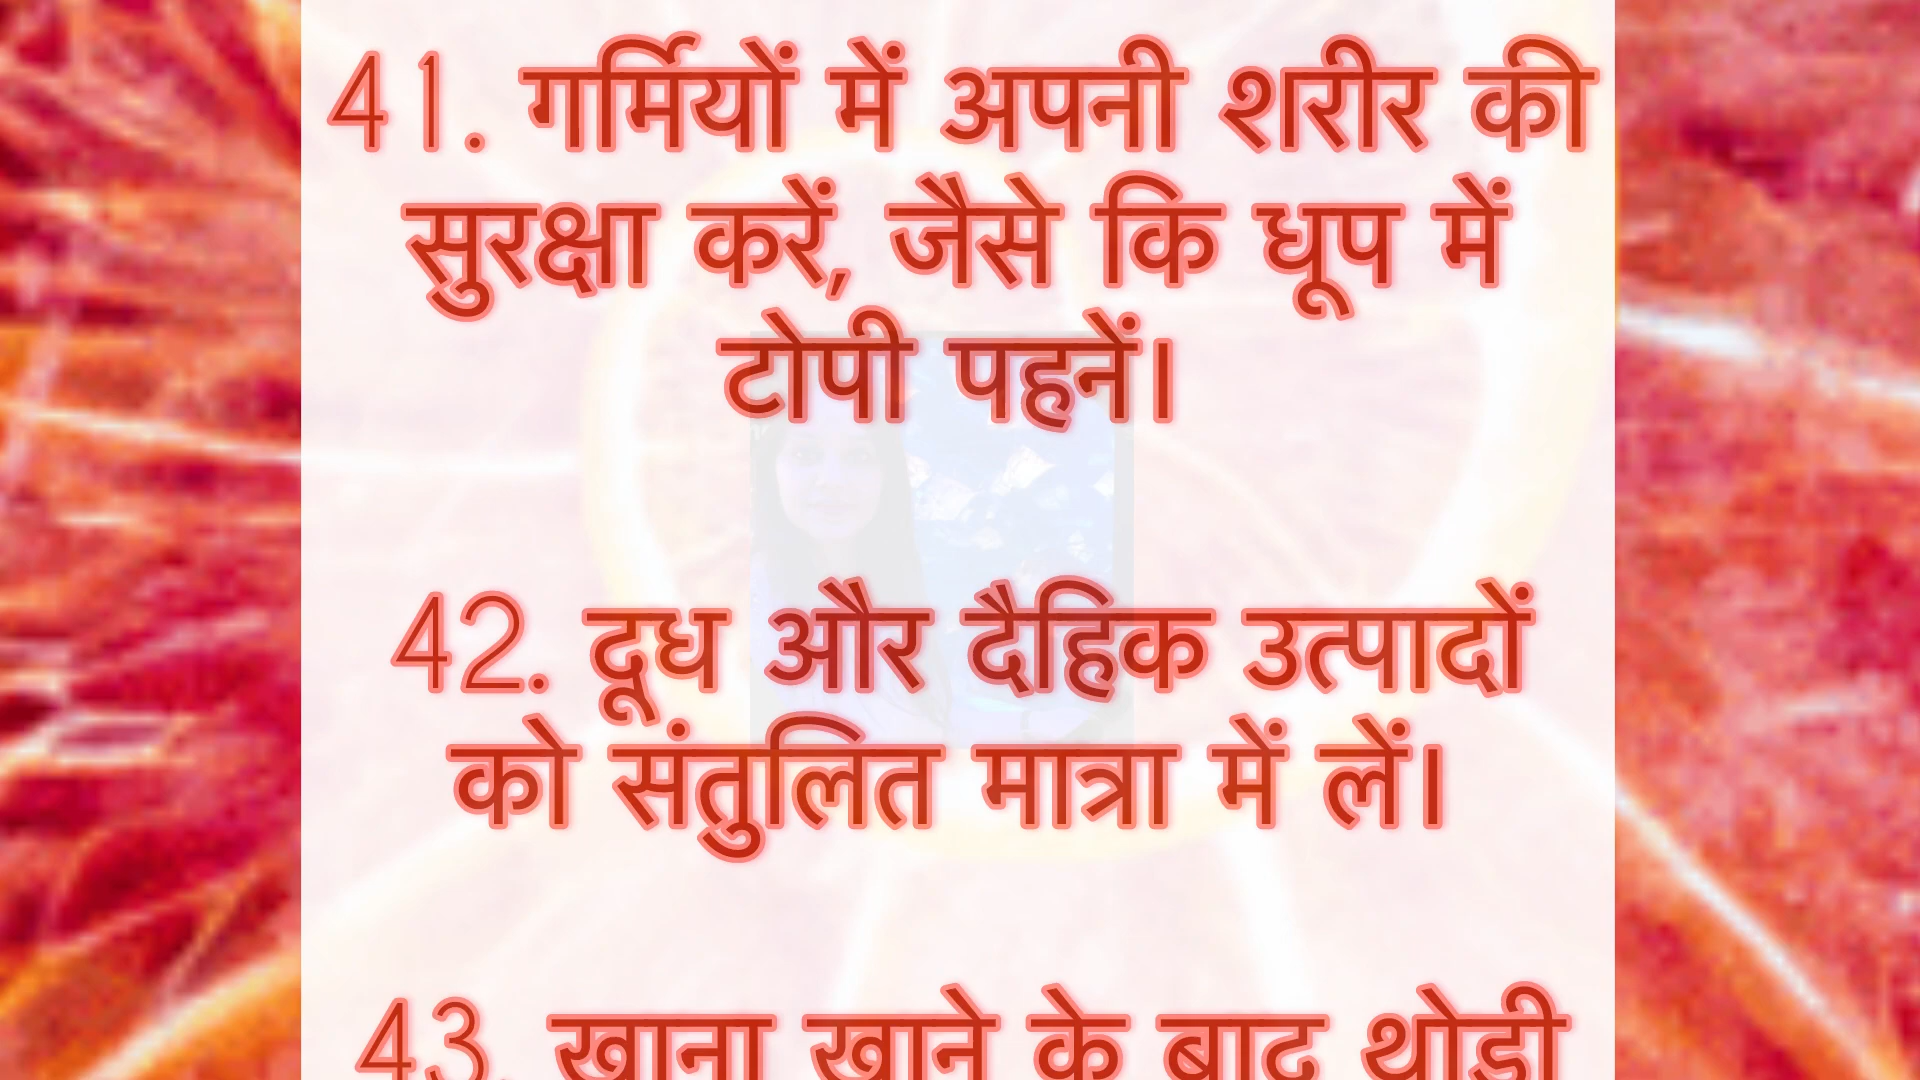 41. गर्मियों में अपनी शरीर की
सुरक्षा करें, जैसे कि धूप में
टोपी पहनें।
42. दूध और दैहिक उत्पादों
को संतुलित मात्रा में लें।
43. खाना खाने के बाद थोड़ी